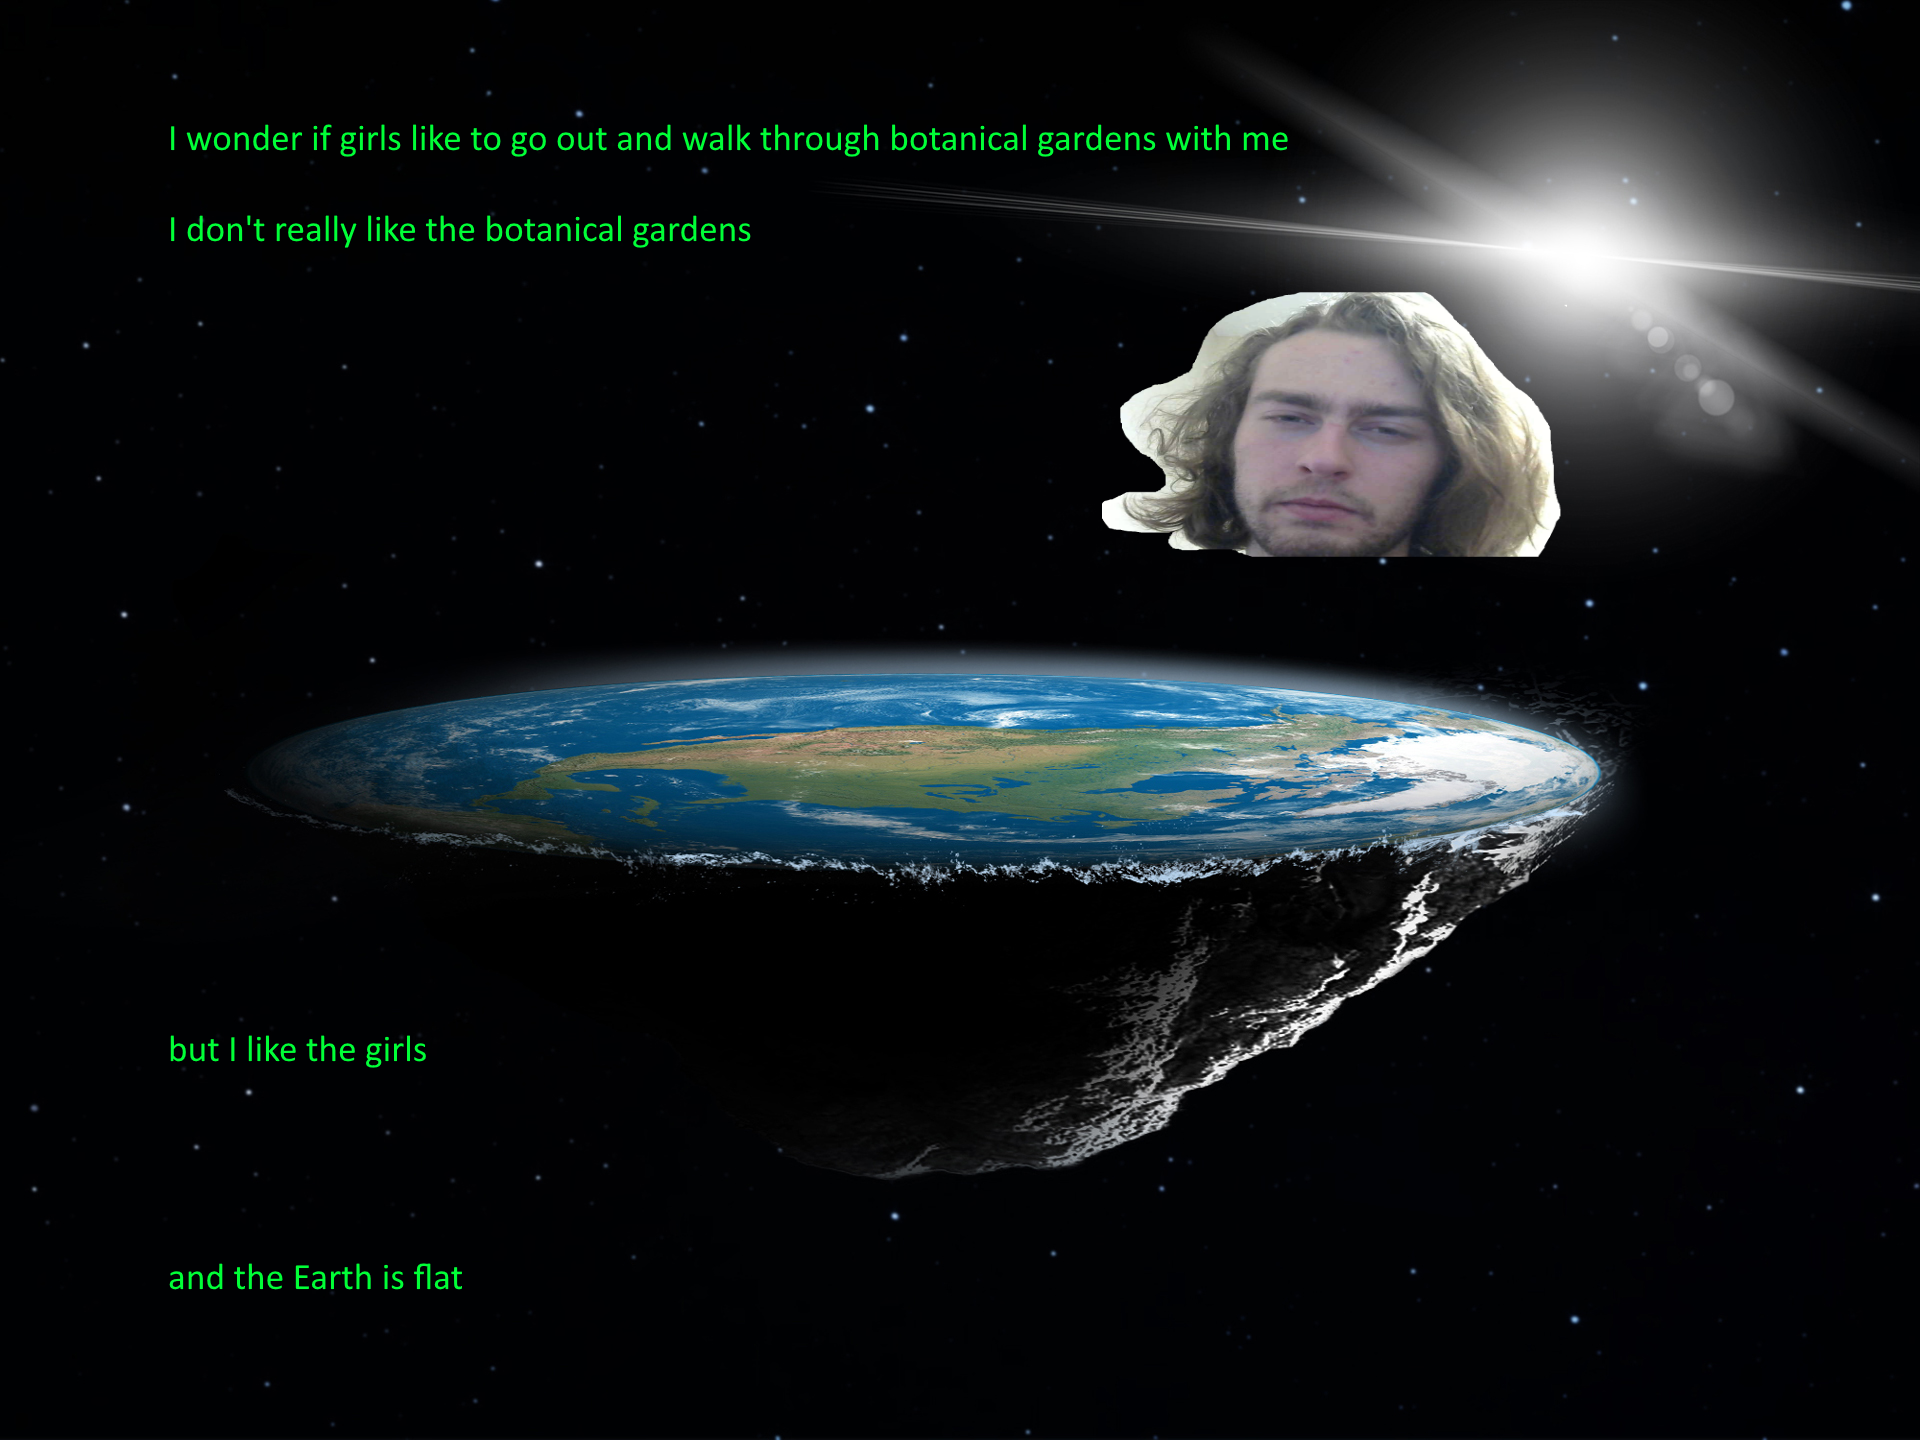 I wonder if girls like to go out and walk through botanical gardens with me
I don't really like the botanical gardens
but I like the girls
and the Earth is flat